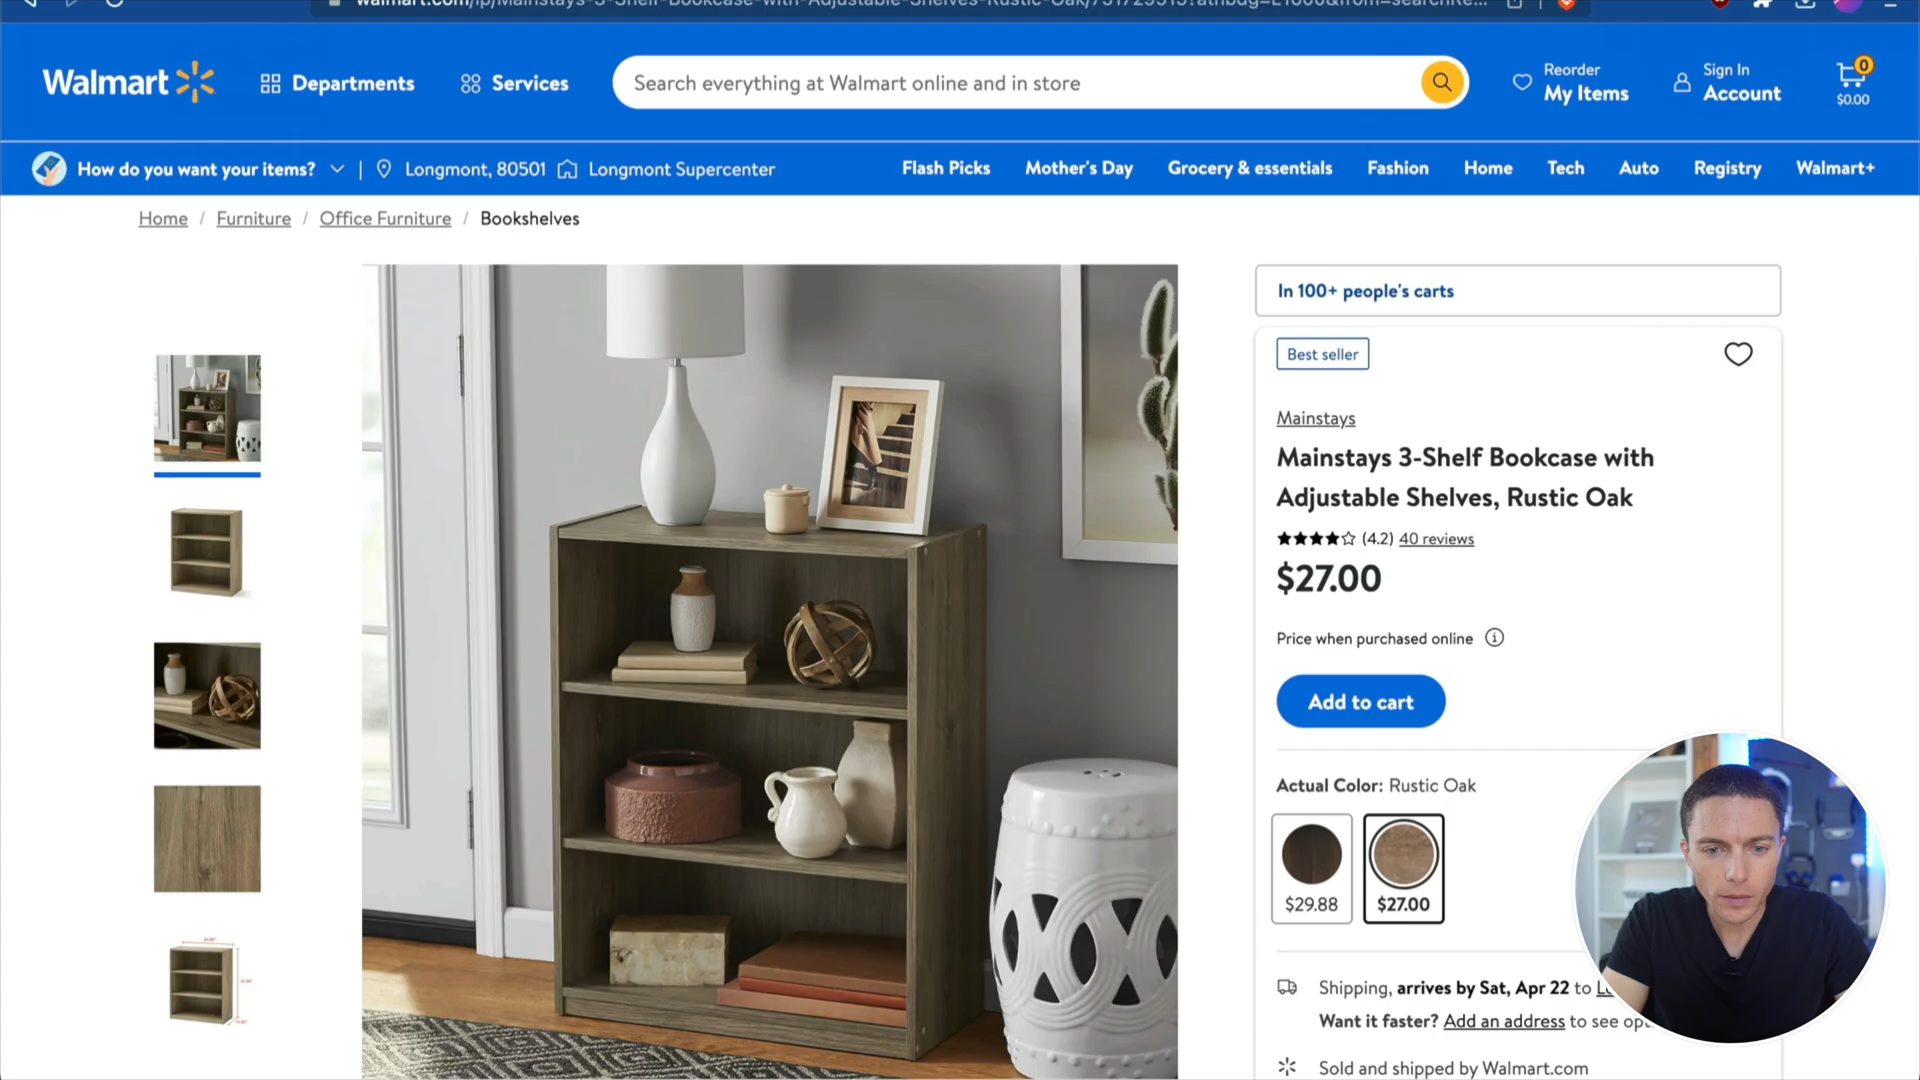 Walmart
Departments
Services
Search everything at Walmart online and in store
Reorder
My Items
Sign In
Account
0
$0.00
How do you want your items?
Longmont, 80501
Longmont Supercenter
Flash Picks
Mother's Day
Grocery & essentials
Fashion
Home
Tech
Auto
Registry
Walmart+
Home / Furniture / Office Furniture / Bookshelves
In 100+ people's carts
Best seller
Mainstays
Mainstays 3-Shelf Bookcase with
Adjustable Shelves, Rustic Oak
(4.2) 40 reviews
$27.00
Price when purchased online
Add to cart
Actual Color: Rustic Oak
$29.88
$27.00
Shipping, arrives by Sat, Apr 22 to
Want it faster? Add an address to see
Sold and shipped by Walmart.com